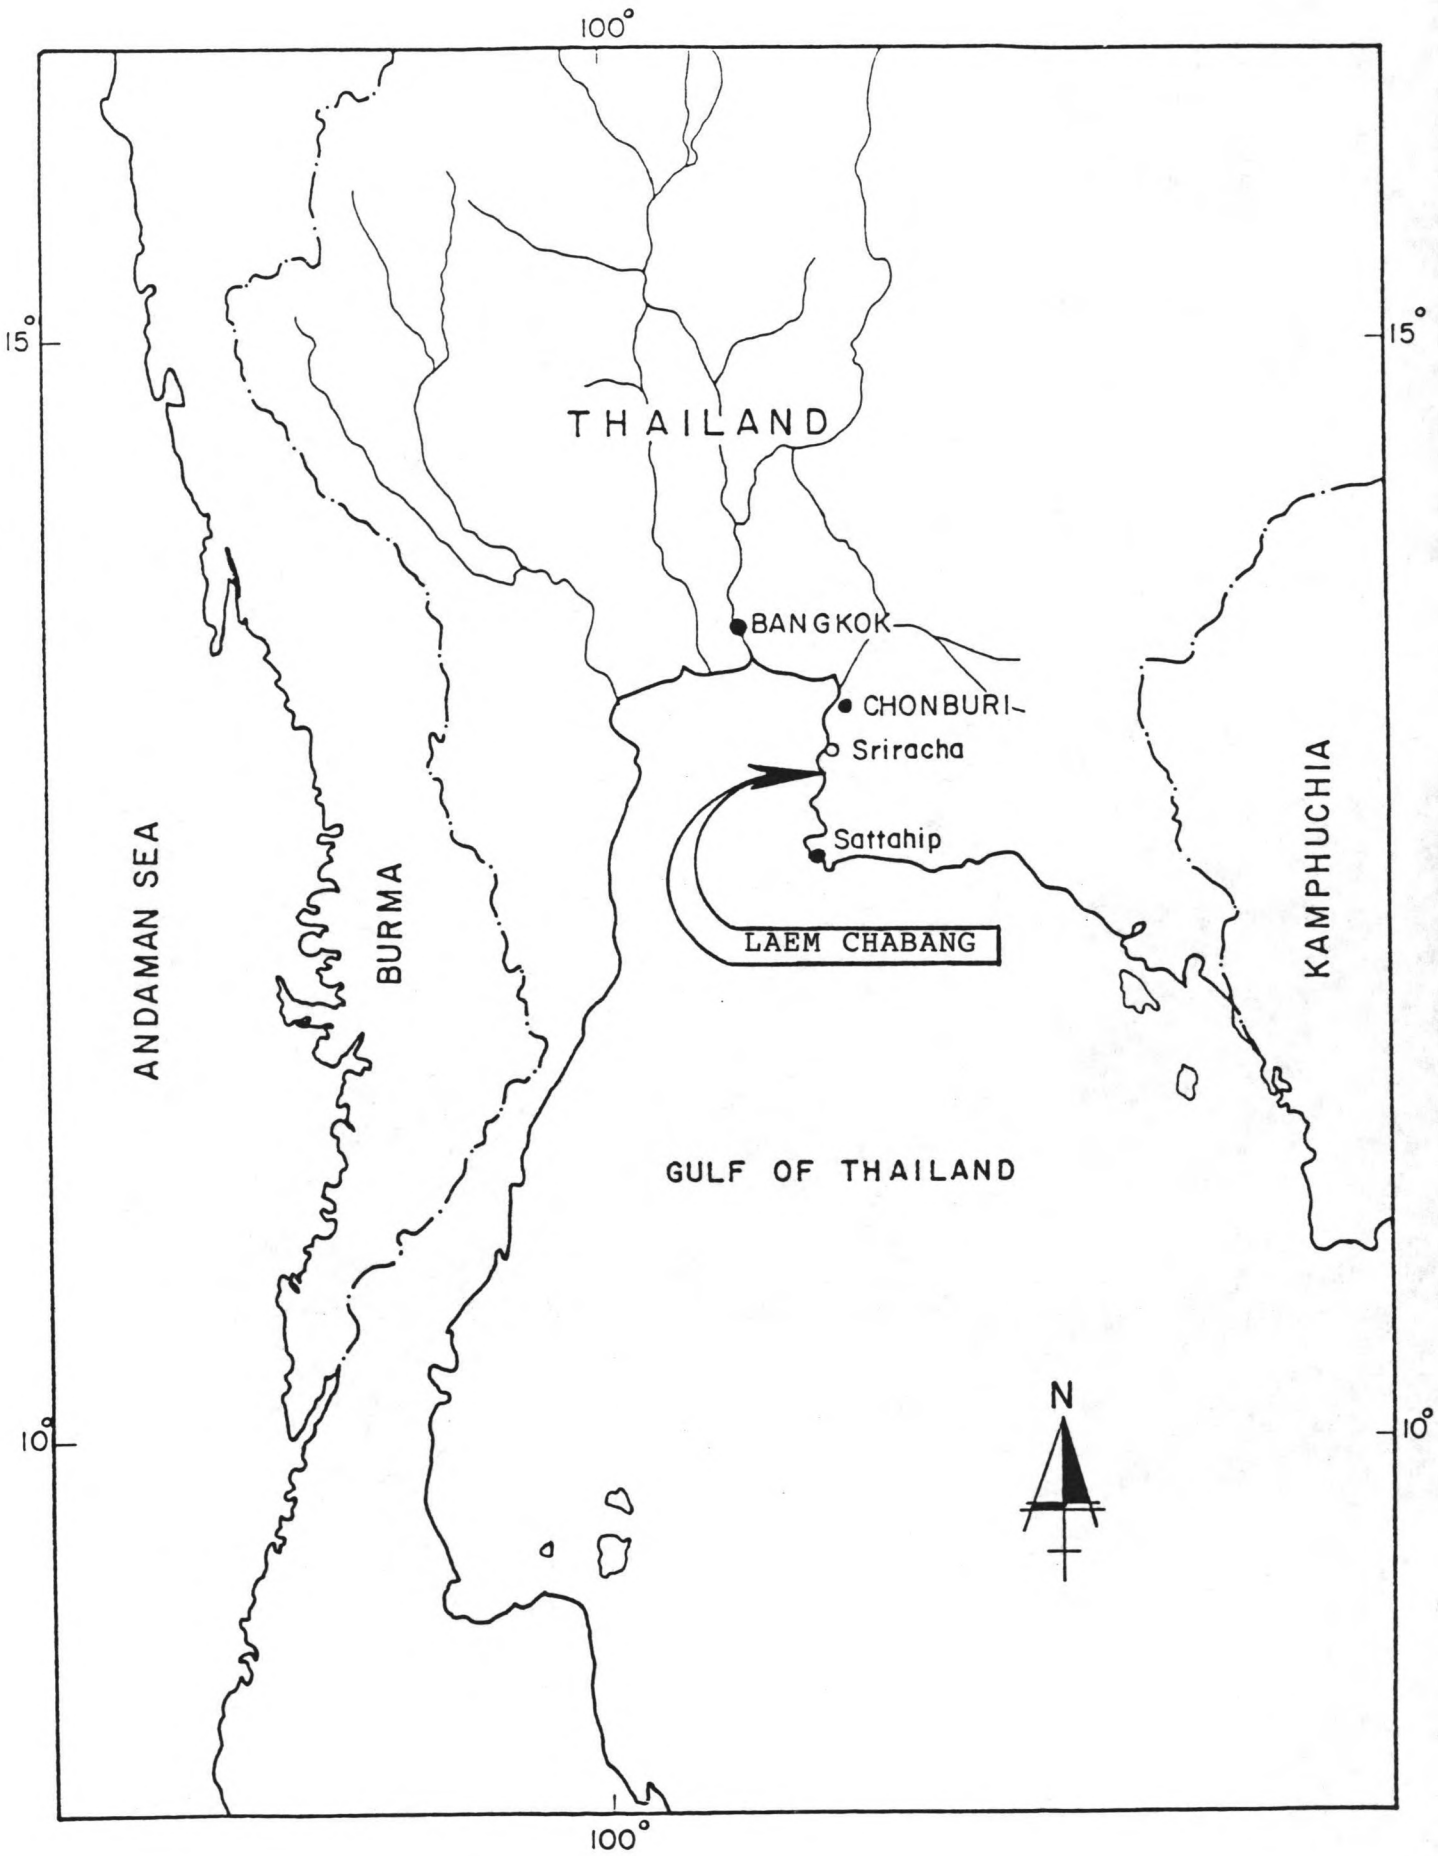 100°
15°
15°
THAILAND
BANGKOK
CHONBURI
Sriracha
Sattahip
LAEM CHABANG
ANDAMAN SEA
BURMA
KAMPHUCHIA
GULF OF THAILAND
N
10°
10°
100°